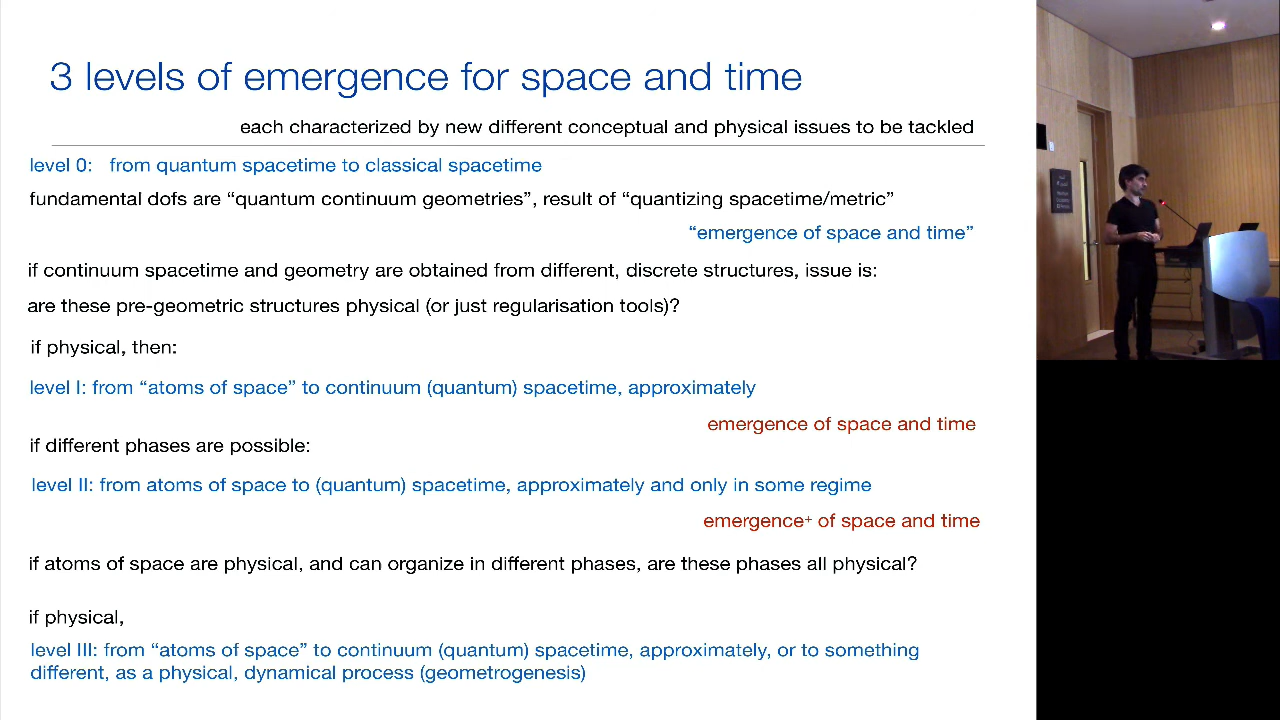 3 levels of emergence for space and time
each characterized by new different conceptual and physical issues to be tackled
level 0: from quantum spacetime to classical spacetime
fundamental dofs are “quantum continuum geometries”, result of “quantizing spacetime/metric”
“emergence of space and time”
if continuum spacetime and geometry are obtained from different, discrete structures, issue is:
are these pre-geometric structures physical (or just regularisation tools)?
if physical, then:
level I: from “atoms of space” to continuum (quantum) spacetime, approximately
emergence of space and time
if different phases are possible:
level II: from atoms of space to (quantum) spacetime, approximately and only in some regime
emergence⁺ of space and time
if atoms of space are physical, and can organize in different phases, are these phases all physical?
if physical,
level III: from “atoms of space” to continuum (quantum) spacetime, approximately, or to something
different, as a physical, dynamical process (geometrogenesis)